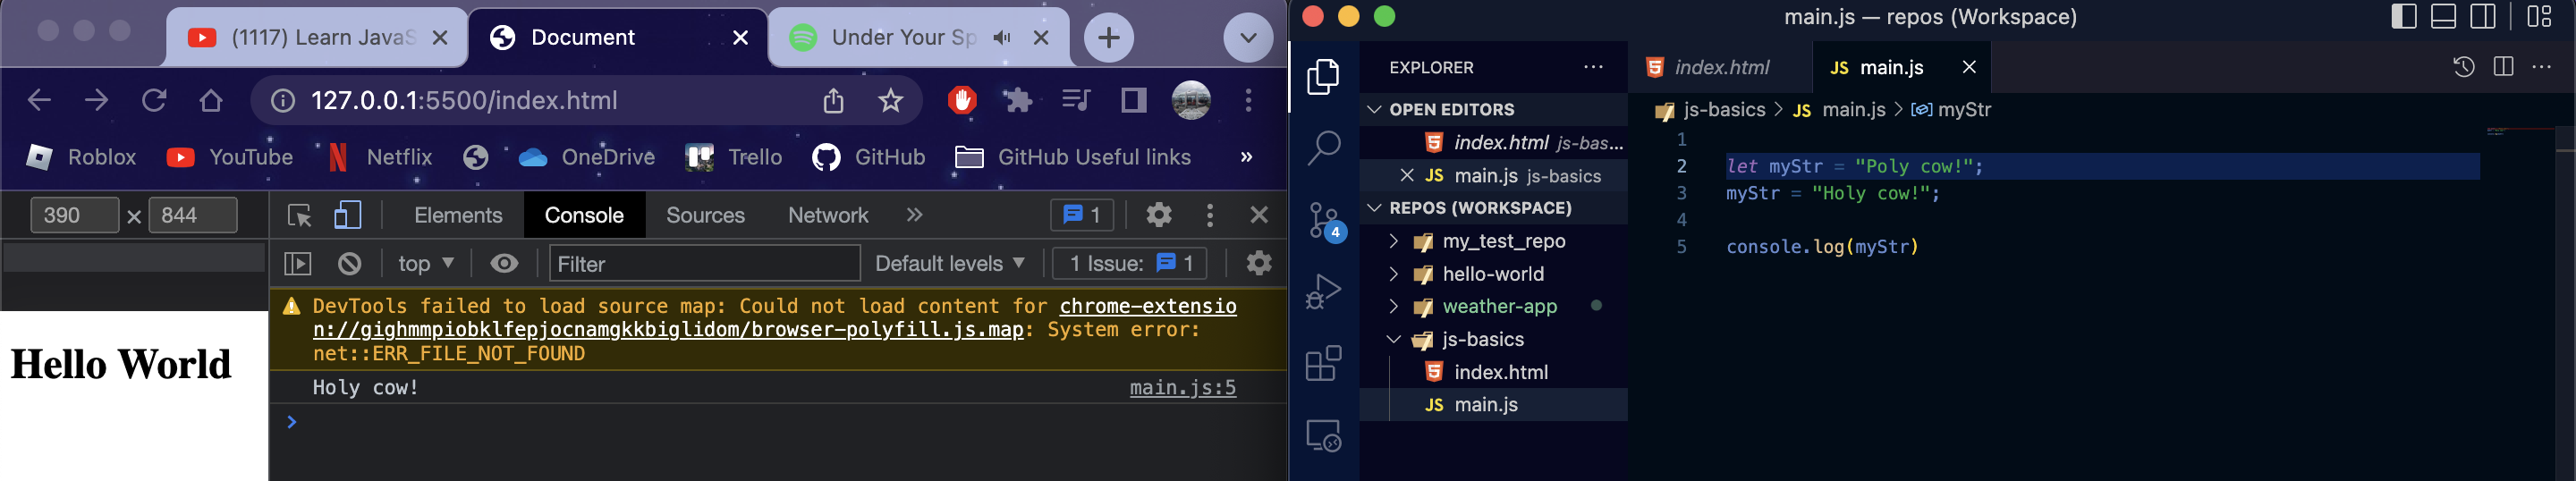 (1117) Learn JavaS
Document
Under Your Sp
127.0.0.1:5500/index.html
Roblox
YouTube
Netflix
OneDrive
Trello
GitHub
GitHub Useful links
»
390 × 844
Elements
Console
Sources
Network
»
1
top
Filter
Default levels
1 Issue: 1
DevTools failed to load source map: Could not load content for chrome-extensio
n://gighmmpiobklfepjocnamgkkbiglidom/browser-polyfill.js.map: System error:
net::ERR_FILE_NOT_FOUND
Holy cow! main.js:5
>
Hello World
main.js — repos (Workspace)
EXPLORER
OPEN EDITORS
index.html js-bas...
JS main.js js-basics
REPOS (WORKSPACE)
my_test_repo
hello-world
weather-app
js-basics
index.html
JS main.js
4
index.html
JS main.js
js-basics > JS main.js > myStr
1
2 let myStr = "Poly cow!";
3 myStr = "Holy cow!";
4
5 console.log(myStr)